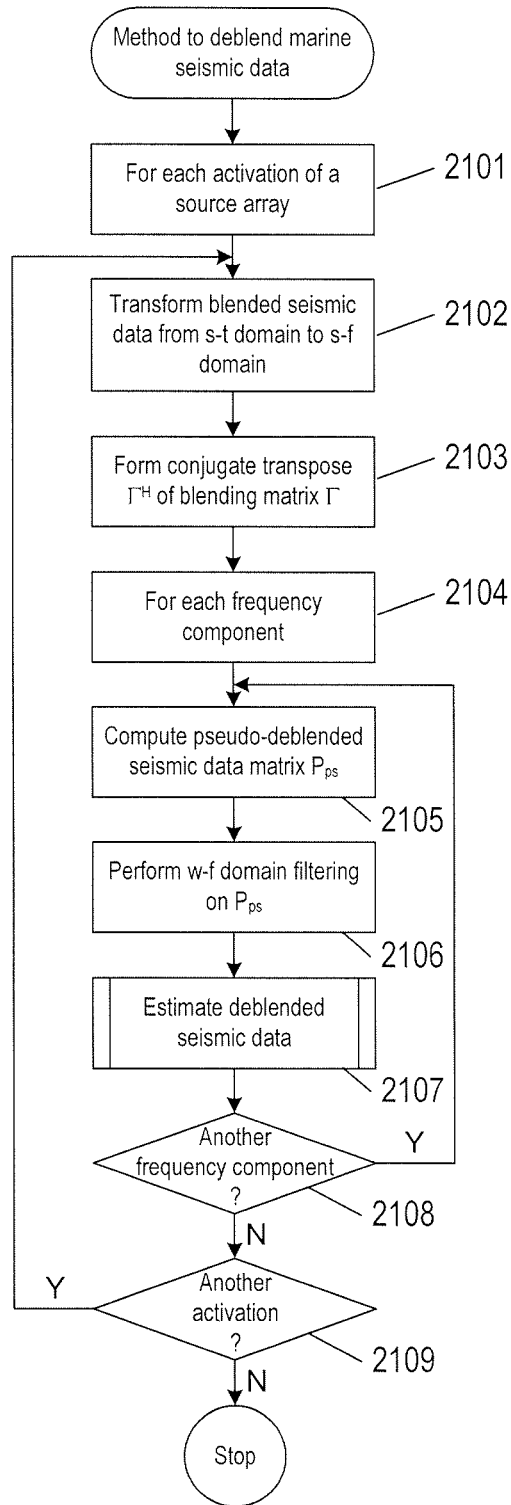 Method to deblend marine
seismic data
For each activation of a
source array
2101
Transform blended seismic
data from s-t domain to s-f
domain
2102
Form conjugate transpose
Γᴴ of blending matrix Γ
2103
For each frequency
component
2104
Compute pseudo-deblended
seismic data matrix Pₚₛ
2105
Perform w-f domain filtering
on Pₚₛ
2106
Estimate deblended
seismic data
2107
Another
frequency component
?
Y
2108
N
Another
activation
?
Y
2109
N
Stop